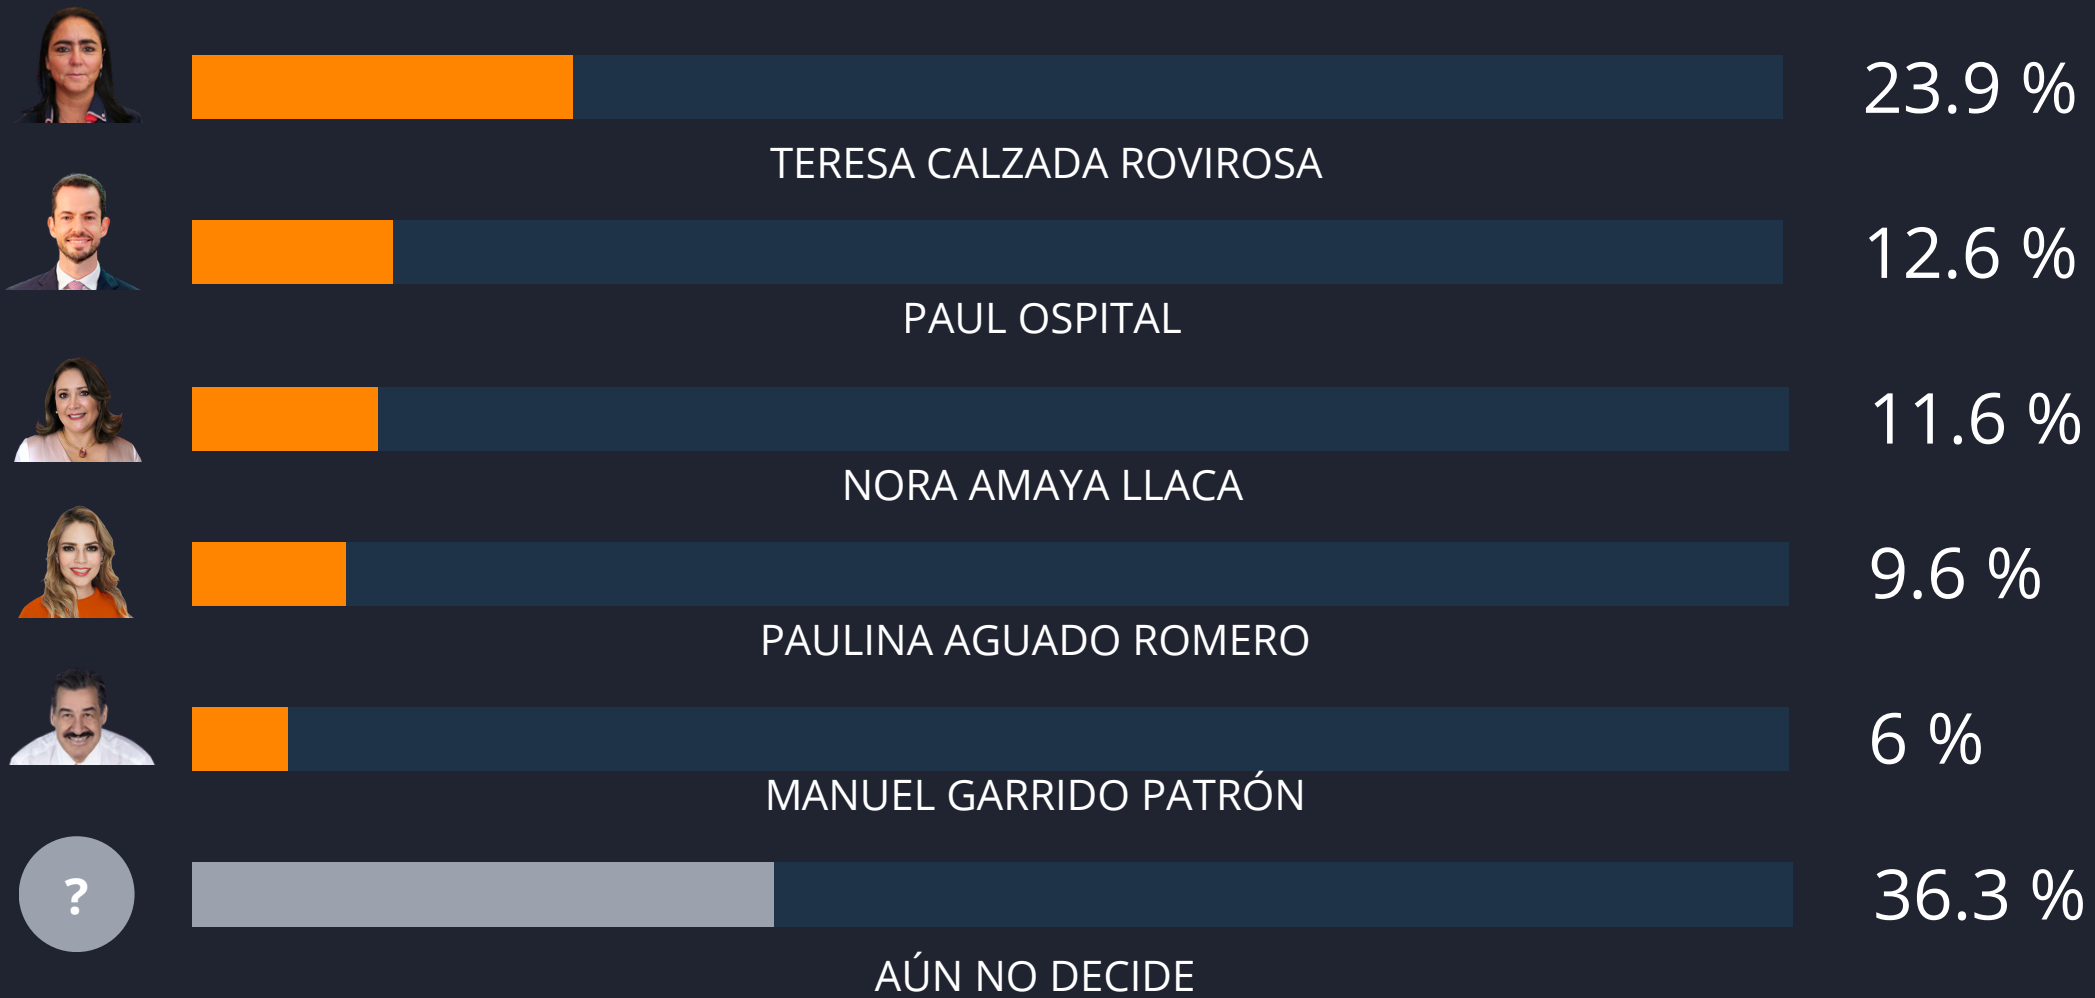 23.9 %
TERESA CALZADA ROVIROSA
12.6 %
PAUL OSPITAL
11.6 %
NORA AMAYA LLACA
9.6 %
PAULINA AGUADO ROMERO
6 %
MANUEL GARRIDO PATRÓN
?
36.3 %
AÚN NO DECIDE